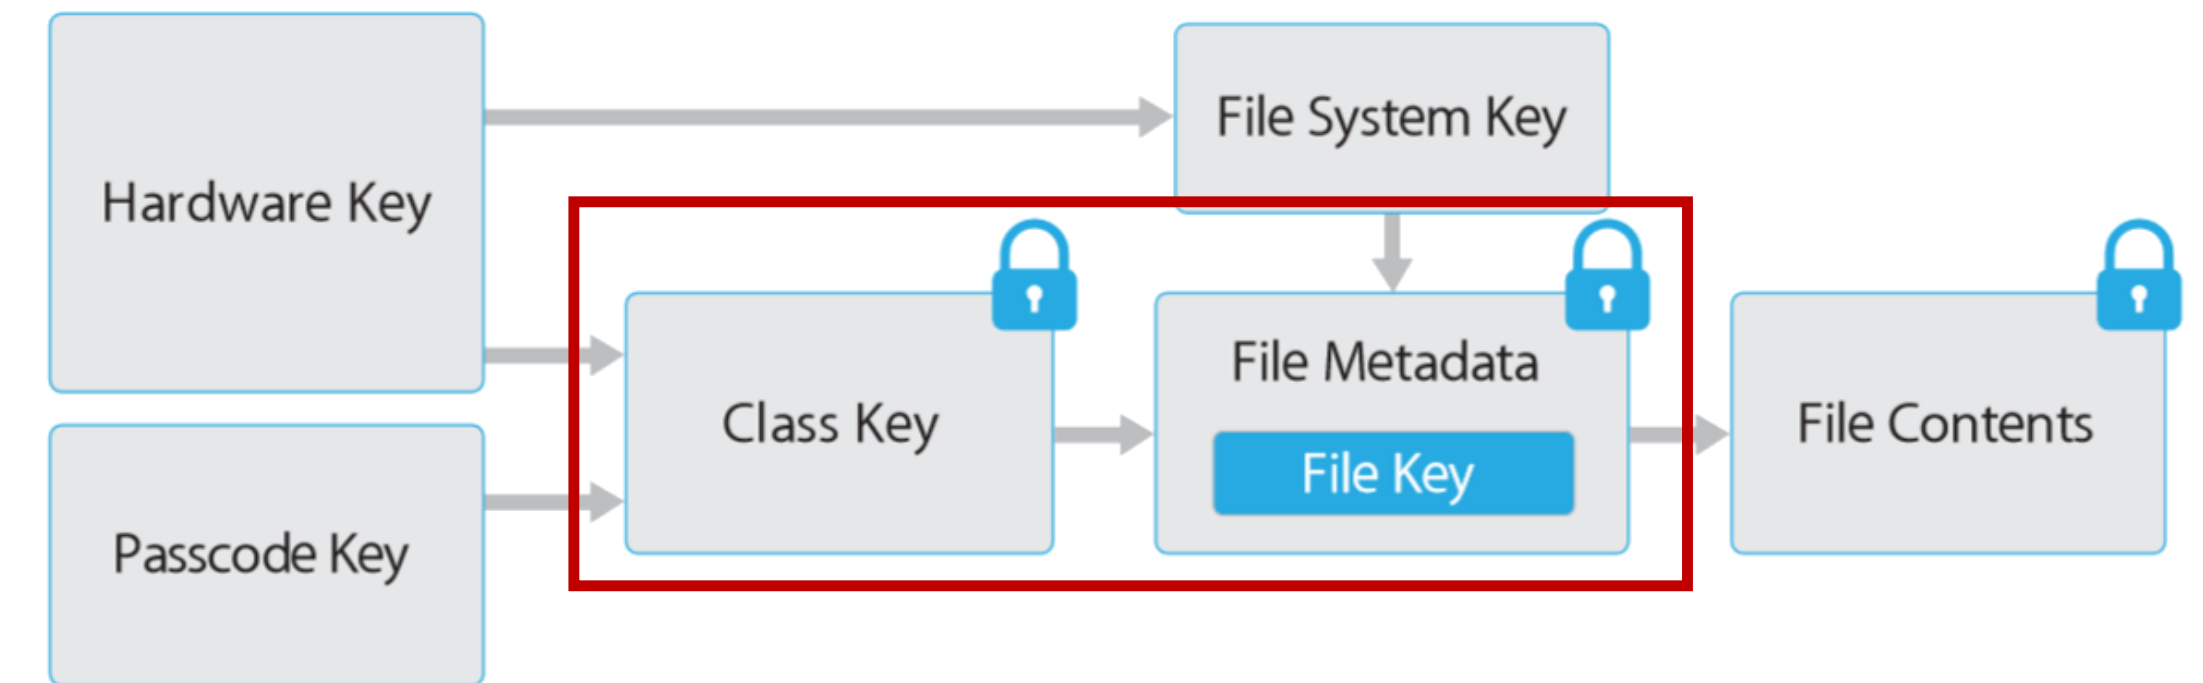 Hardware Key
File System Key
Class Key
File Metadata
File Key
File Contents
Passcode Key